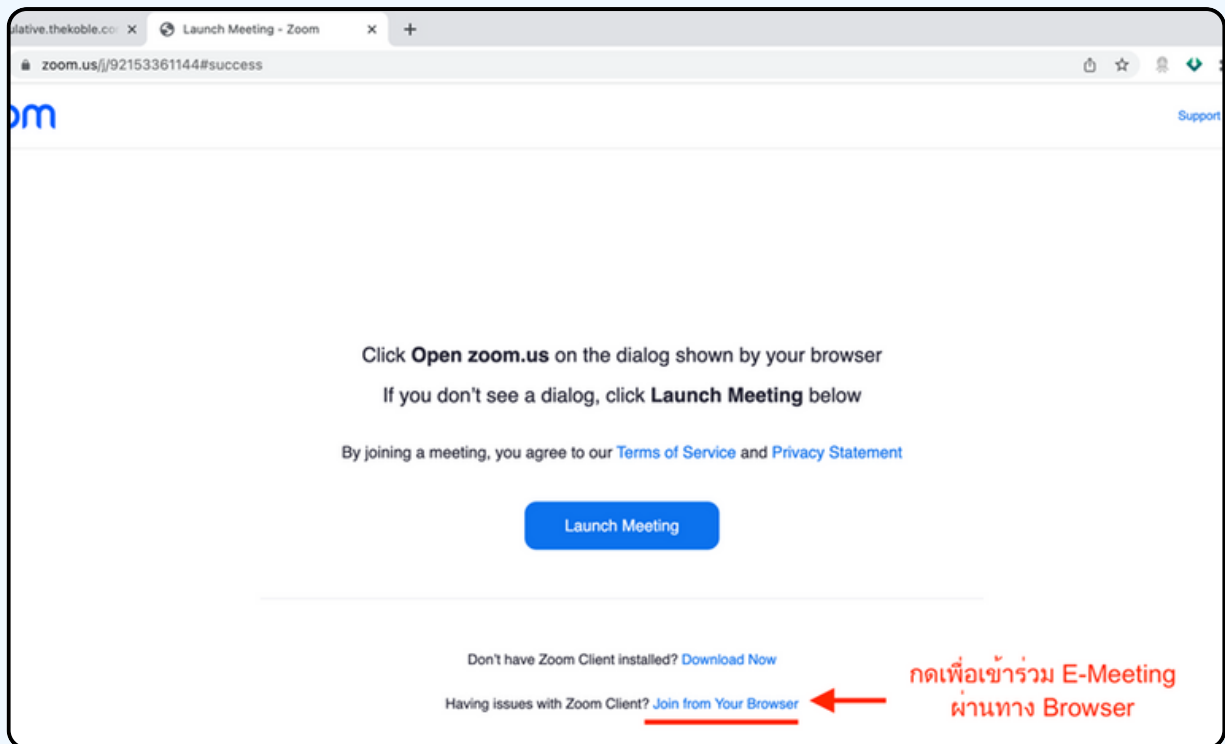 ulative.thekoble.co
Launch Meeting - Zoom
zoom.us/j/92153361144#success
om
Support
Click Open zoom.us on the dialog shown by your browser
If you don't see a dialog, click Launch Meeting below
By joining a meeting, you agree to our Terms of Service and Privacy Statement
Launch Meeting
Don't have Zoom Client installed? Download Now
Having issues with Zoom Client? Join from Your Browser
กดเพื่อเข้าร่วม E-Meeting
ผ่านทาง Browser